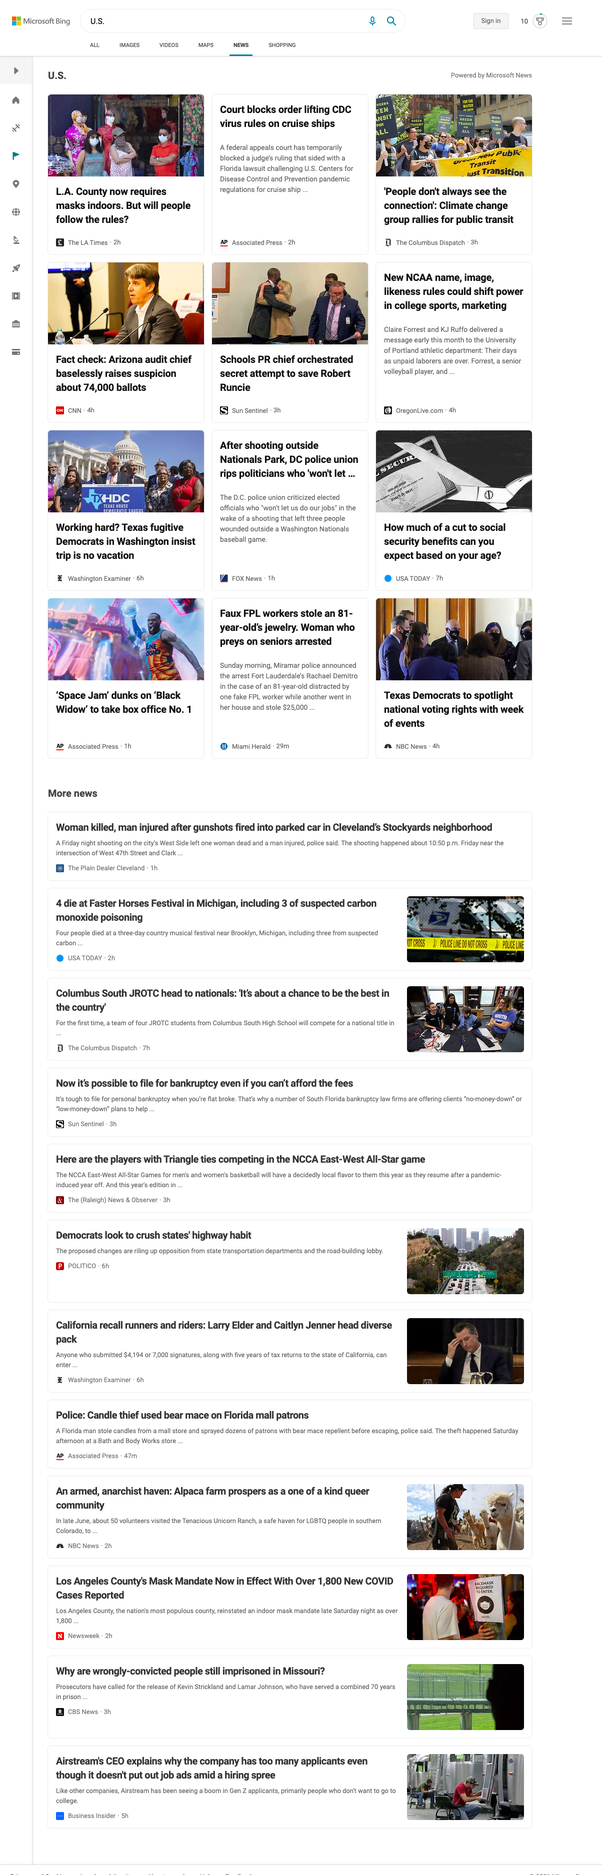 Microsoft Bing
U.S.
Sign in
10
ALL
IMAGES
VIDEOS
MAPS
NEWS
SHOPPING
U.S.
Powered by Microsoft News
L.A. County now requires
masks indoors. But will people
follow the rules?
The LA Times · 2h
Court blocks order lifting CDC
virus rules on cruise ships
A federal appeals court has temporarily
blocked a judge's ruling that sided with a
Florida lawsuit challenging U.S. Centers for
Disease Control and Prevention pandemic
regulations for cruise ship ...
AP Associated Press · 2h
'People don't always see the
connection': Climate change
group rallies for public transit
The Columbus Dispatch · 3h
Fact check: Arizona audit chief
baselessly raises suspicion
about 74,000 ballots
CNN · 4h
Schools PR chief orchestrated
secret attempt to save Robert
Runcie
Sun Sentinel · 3h
New NCAA name, image,
likeness rules could shift power
in college sports, marketing
Claire Forrest and KJ Ruffo delivered a
message early this month to the University
of Portland athletic department: Their days
as unpaid laborers are over. Forrest, a senior
volleyball player, and ...
OregonLive.com · 4h
Working hard? Texas fugitive
Democrats in Washington insist
trip is no vacation
Washington Examiner · 6h
After shooting outside
Nationals Park, DC police union
rips politicians who 'won't let ...
The D.C. police union criticized elected
officials who "won't let us do our jobs" in the
wake of a shooting that left three people
wounded outside a Washington Nationals
baseball game.
FOX News · 1h
How much of a cut to social
security benefits can you
expect based on your age?
USA TODAY · 7h
'Space Jam' dunks on 'Black
Widow' to take box office No. 1
AP Associated Press · 1h
Faux FPL workers stole an 81-
year-old's jewelry. Woman who
preys on seniors arrested
Sunday morning, Miramar police announced
the arrest Fort Lauderdale's Rachael Demitro
in the case of an 81-year-old distracted by
one fake FPL worker while another went in
her house and stole $25,000 ...
Miami Herald · 29m
Texas Democrats to spotlight
national voting rights with week
of events
NBC News · 4h
More news
Woman killed, man injured after gunshots fired into parked car in Cleveland's Stockyards neighborhood
A Friday night shooting on the city's West Side left one woman dead and a man injured, police said. The shooting happened about 10:50 p.m. Friday near the
intersection of West 47th Street and Clark ...
The Plain Dealer Cleveland · 1h
4 die at Faster Horses Festival in Michigan, including 3 of suspected carbon
monoxide poisoning
Four people died at a three-day country musical festival near Brooklyn, Michigan, including three from suspected
carbon ...
USA TODAY · 2h
POLICE LINE DO NOT CROSS
Columbus South JROTC head to nationals: 'It's about a chance to be the best in
the country'
For the first time, a team of four JROTC students from Columbus South High School will compete for a national title in
...
The Columbus Dispatch · 7h
Now it's possible to file for bankruptcy even if you can't afford the fees
It's tough to file for personal bankruptcy when you're flat broke. That's why a number of South Florida bankruptcy law firms are offering clients "no-money-down" or
"low-money-down" plans to help ...
Sun Sentinel · 3h
Here are the players with Triangle ties competing in the NCCA East-West All-Star game
The NCCA East-West All-Star Games for men's and women's basketball will have a decidedly local flavor to them this year as they resume after a pandemic-
induced year off. And this year's edition in ...
The (Raleigh) News & Observer · 3h
Democrats look to crush states' highway habit
The proposed changes are riling up opposition from state transportation departments and the road-building lobby.
POLITICO · 6h
California recall runners and riders: Larry Elder and Caitlyn Jenner head diverse
pack
Anyone who submitted $4,194 or 7,000 signatures, along with five years of tax returns to the state of California, can
enter ...
Washington Examiner · 6h
Police: Candle thief used bear mace on Florida mall patrons
A Florida man stole candles from a mall store and sprayed dozens of patrons with bear mace repellent before escaping, police said. The theft happened Saturday
afternoon at a Bath and Body Works store ...
AP Associated Press · 47m
An armed, anarchist haven: Alpaca farm prospers as a one of a kind queer
community
In late June, about 50 volunteers visited the Tenacious Unicorn Ranch, a safe haven for LGBTQ people in southern
Colorado, to ...
NBC News · 2h
Los Angeles County's Mask Mandate Now in Effect With Over 1,800 New COVID
Cases Reported
Los Angeles County, the nation's most populous county, reinstated an indoor mask mandate late Saturday night as over
1,800 ...
Newsweek · 2h
Why are wrongly-convicted people still imprisoned in Missouri?
Prosecutors have called for the release of Kevin Strickland and Lamar Johnson, who have served a combined 70 years
in prison ...
CBS News · 3h
Airstream's CEO explains why the company has too many applicants even
though it doesn't put out job ads amid a hiring spree
Like other companies, Airstream has been seeing a boom in Gen Z applicants, primarily people who don't want to go to
college.
Business Insider · 5h